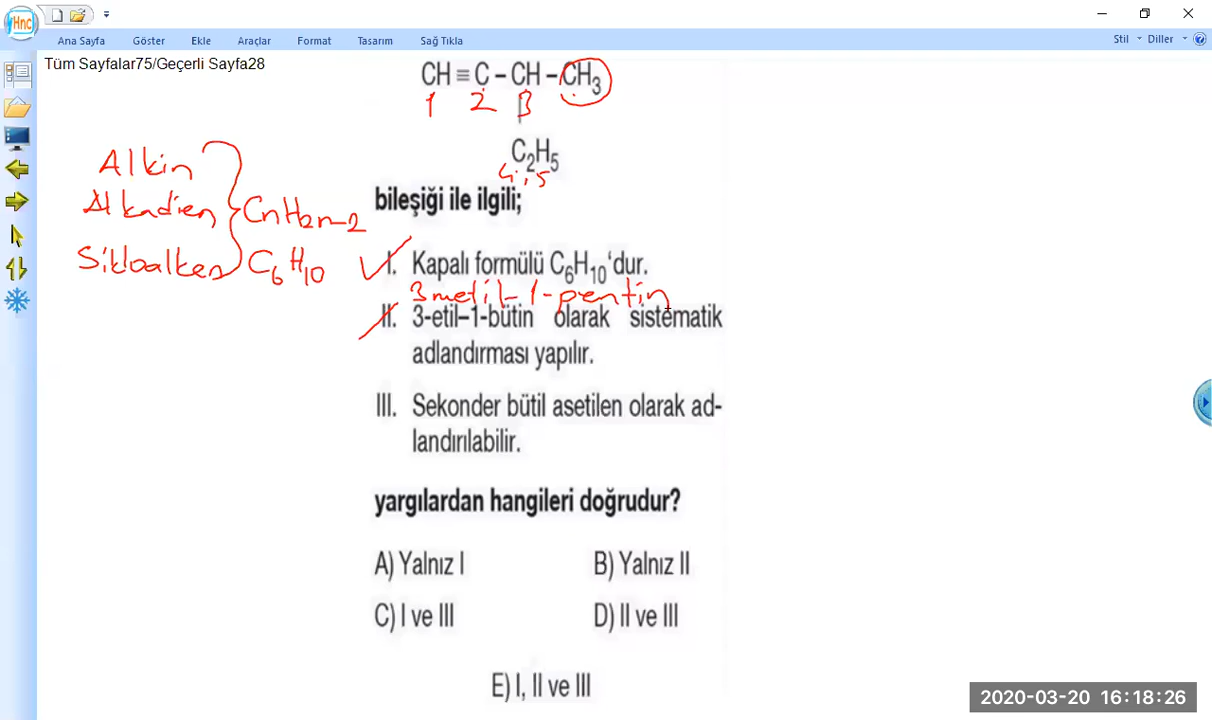 Hnc
Ana Sayfa Göster Ekle Araçlar Format Tasarım Sağ Tıkla Stil Diller
Tüm Sayfalar75/Geçerli Sayfa28
CH ≡ C – CH – CH3
1 2 3
C2H5
4 5
Alkin
Alkadien
Sikloalken
CnH2n-2
C6H10
bileşiği ile ilgili;
I. Kapalı formülü C6H10'dur.
3metil-1-pentin
II. 3-etil–1-bütin olarak sistematik
adlandırması yapılır.
III. Sekonder bütil asetilen olarak ad-
landırılabilir.
yargılardan hangileri doğrudur?
A) Yalnız I B) Yalnız II
C) I ve III D) II ve III
E) I, II ve III
2020-03-20 16:18:26